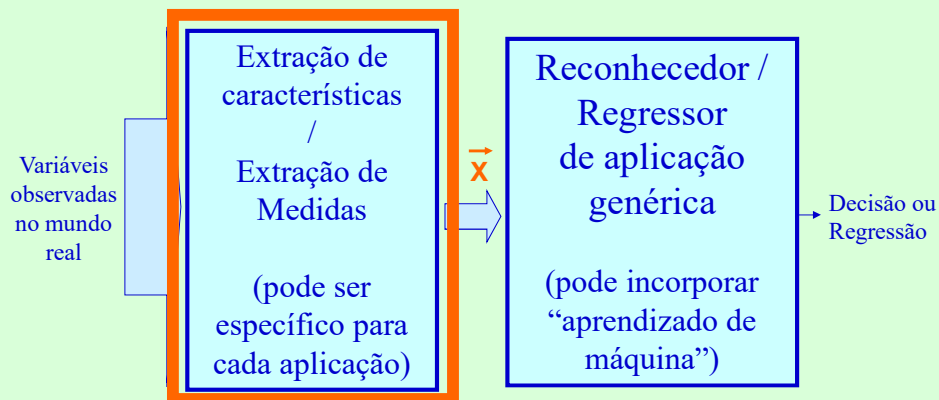 Variáveis
observadas
no mundo
real
Extração de
características
/
Extração de
Medidas
(pode ser
específico para
cada aplicação)
X
Reconhecedor /
Regressor
de aplicação
genérica
(pode incorporar
“aprendizado de
máquina”)
Decisão ou
Regressão